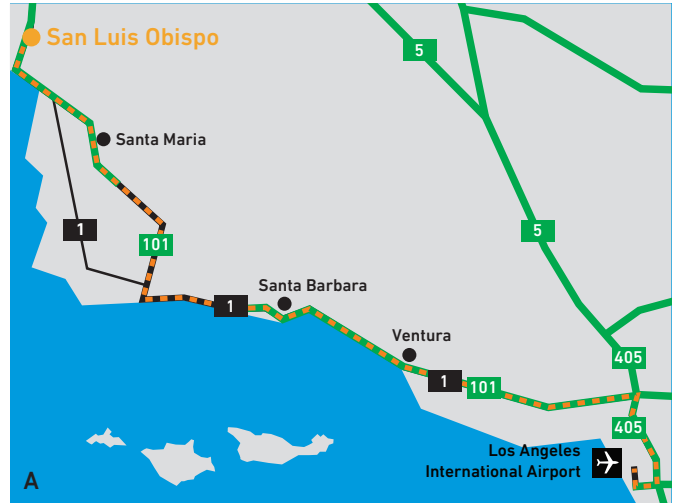 San Luis Obispo
5
Santa Maria
1
101
5
Santa Barbara
1
Ventura
405
1
101
405
Los Angeles
International Airport
A